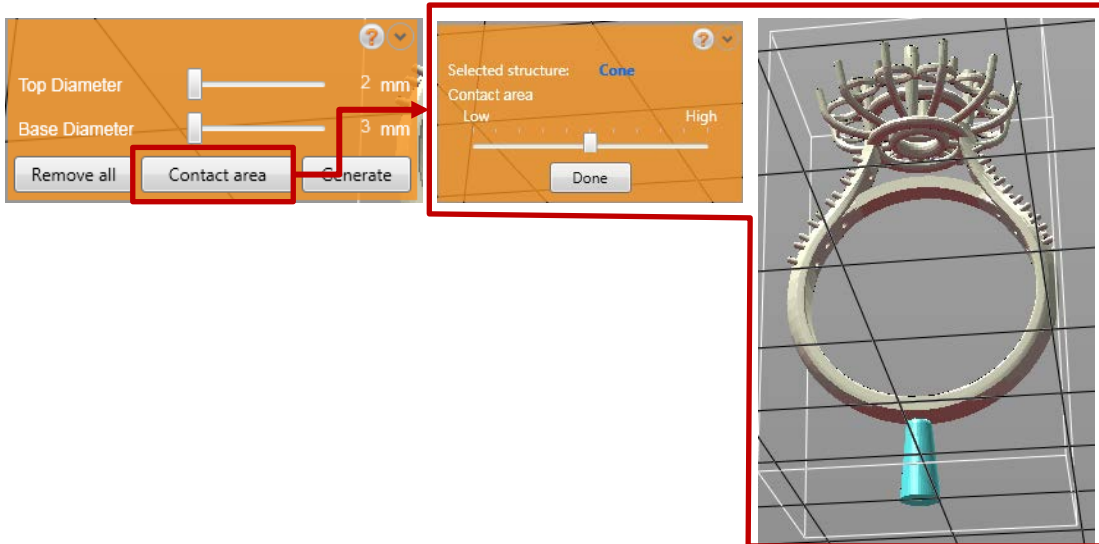 Top Diameter 2 mm
Base Diameter 3 mm
Remove all Contact area Generate
? 
Selected structure: Cone
Contact area
Low High
Done